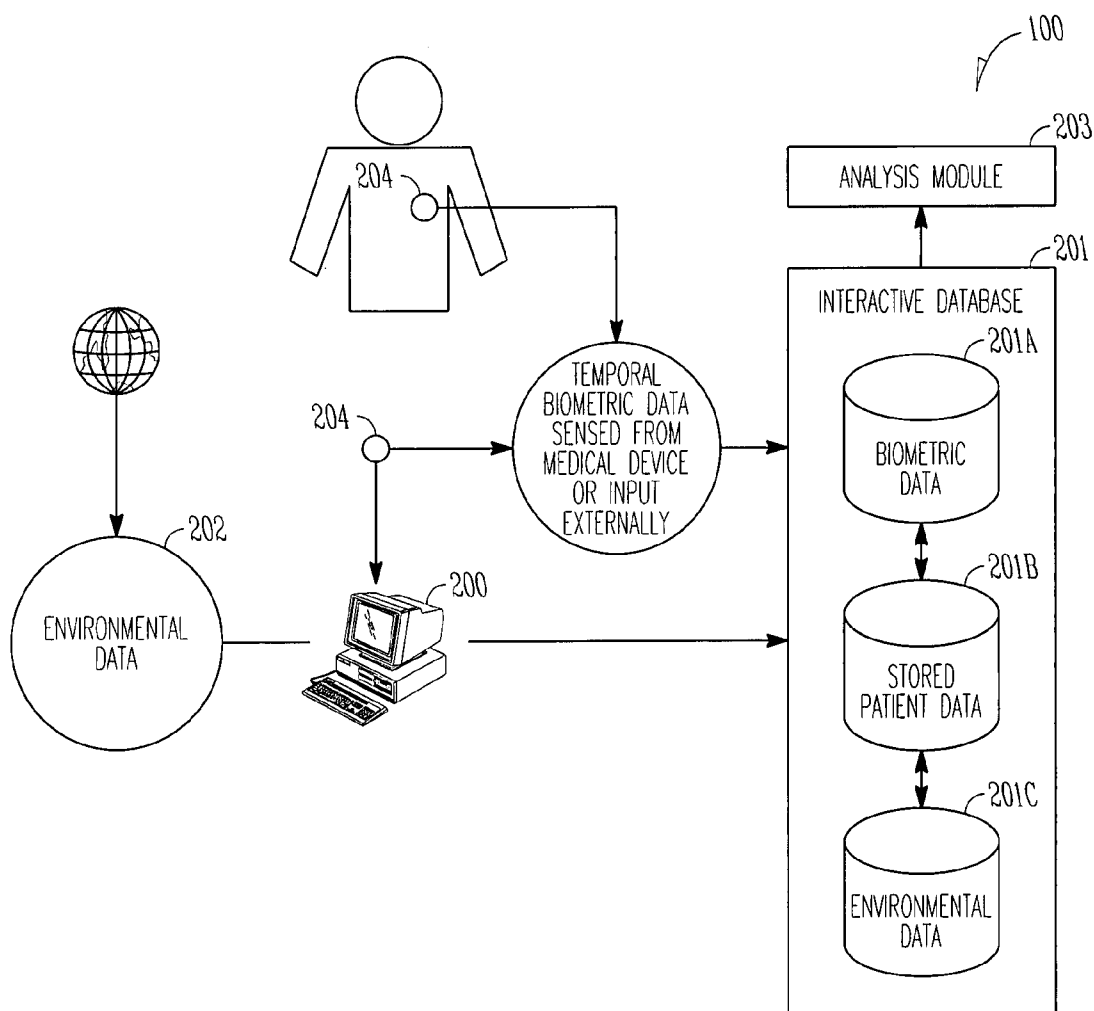 100
203
ANALYSIS MODULE
204
201
INTERACTIVE DATABASE
201A
BIOMETRIC
DATA
TEMPORAL
BIOMETRIC DATA
SENSED FROM
MEDICAL DEVICE
OR INPUT
EXTERNALLY
204
202
ENVIRONMENTAL
DATA
200
201B
STORED
PATIENT DATA
201C
ENVIRONMENTAL
DATA